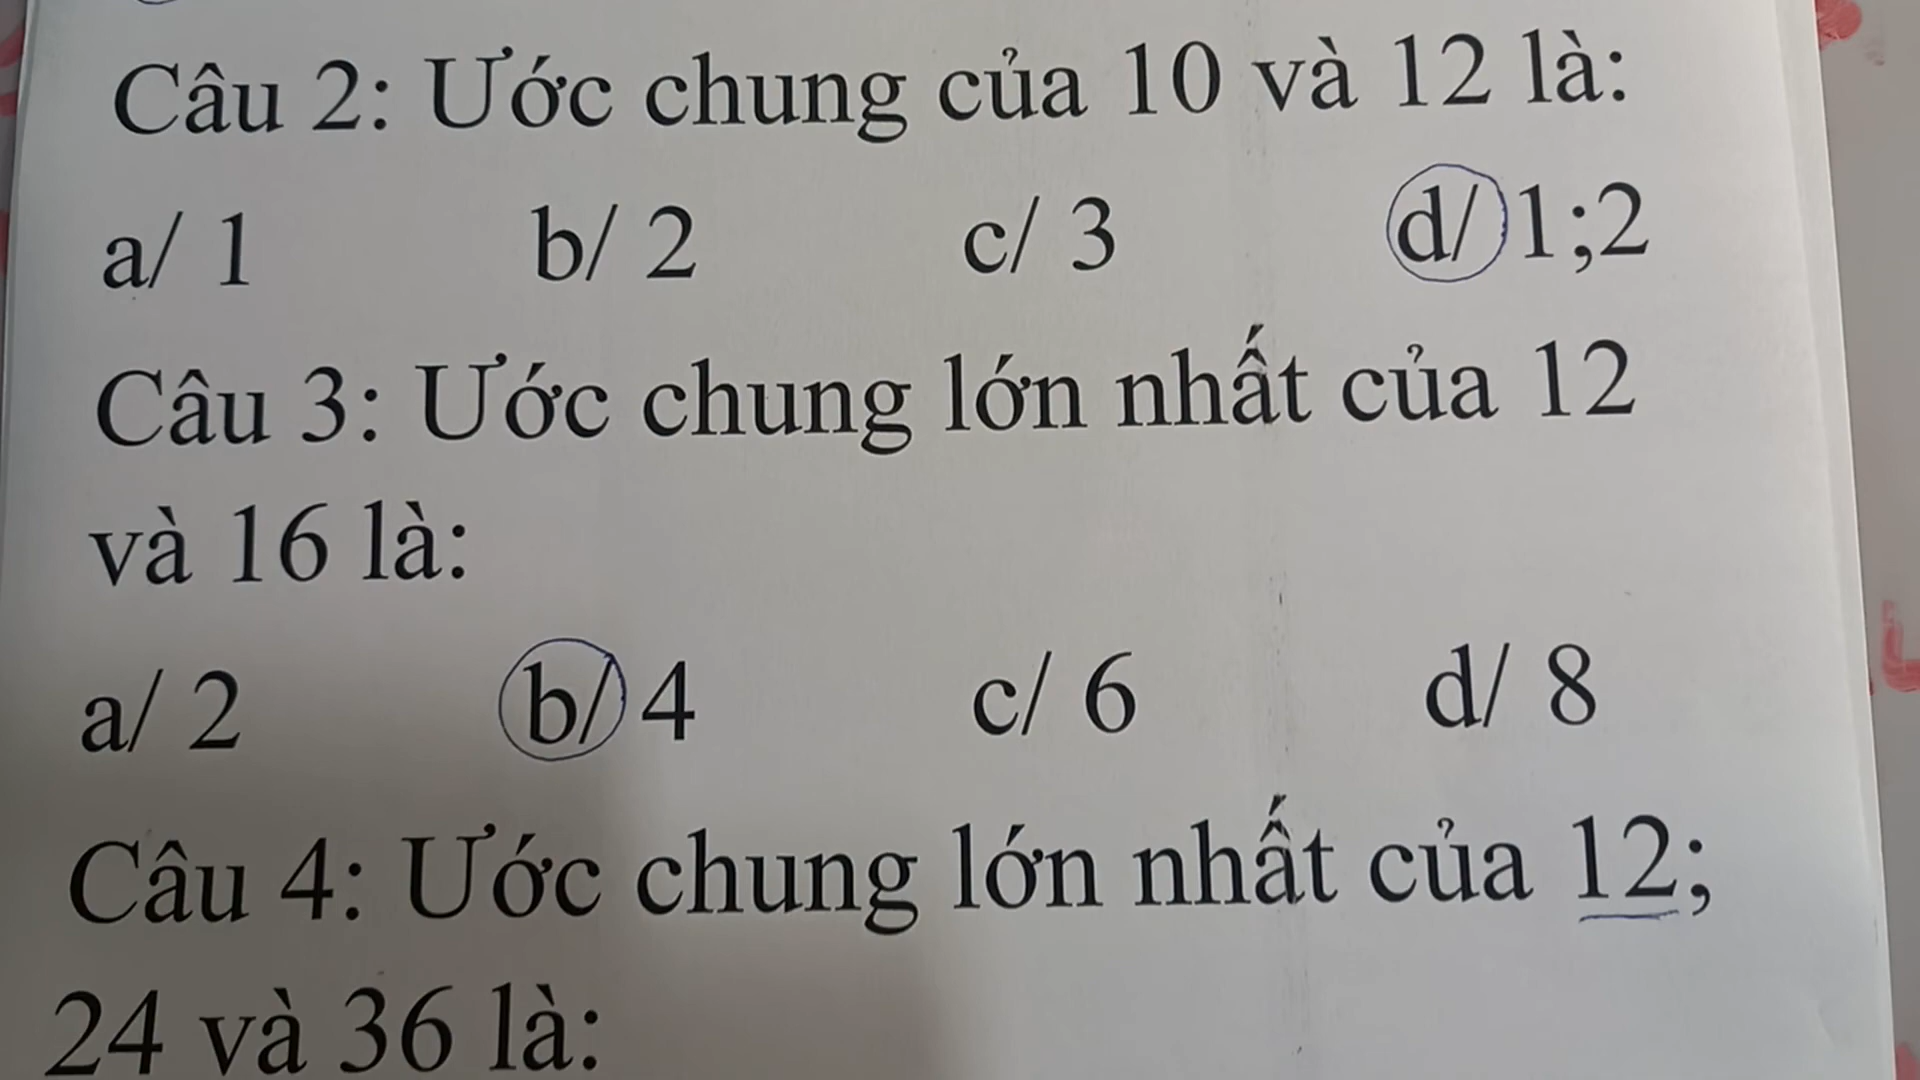 Câu 2: Ước chung của 10 và 12 là:
a/ 1 b/ 2 c/ 3 d/ 1;2
Câu 3: Ước chung lớn nhất của 12
và 16 là:
a/ 2 b/ 4 c/ 6 d/ 8
Câu 4: Ước chung lớn nhất của 12;
24 và 36 là: